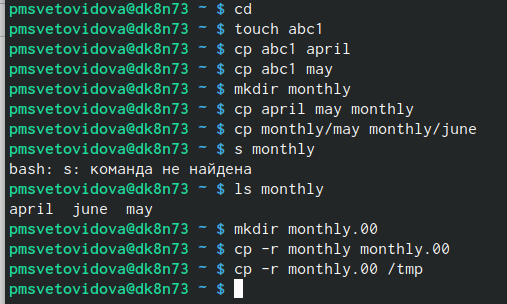 pmsvetovidova@dk8n73 ~ $ cd
pmsvetovidova@dk8n73 ~ $ touch abc1
pmsvetovidova@dk8n73 ~ $ cp abc1 april
pmsvetovidova@dk8n73 ~ $ cp abc1 may
pmsvetovidova@dk8n73 ~ $ mkdir monthly
pmsvetovidova@dk8n73 ~ $ cp april may monthly
pmsvetovidova@dk8n73 ~ $ cp monthly/may monthly/june
pmsvetovidova@dk8n73 ~ $ s monthly
bash: s: команда не найдена
pmsvetovidova@dk8n73 ~ $ ls monthly
april  june  may
pmsvetovidova@dk8n73 ~ $ mkdir monthly.00
pmsvetovidova@dk8n73 ~ $ cp -r monthly monthly.00
pmsvetovidova@dk8n73 ~ $ cp -r monthly.00 /tmp
pmsvetovidova@dk8n73 ~ $